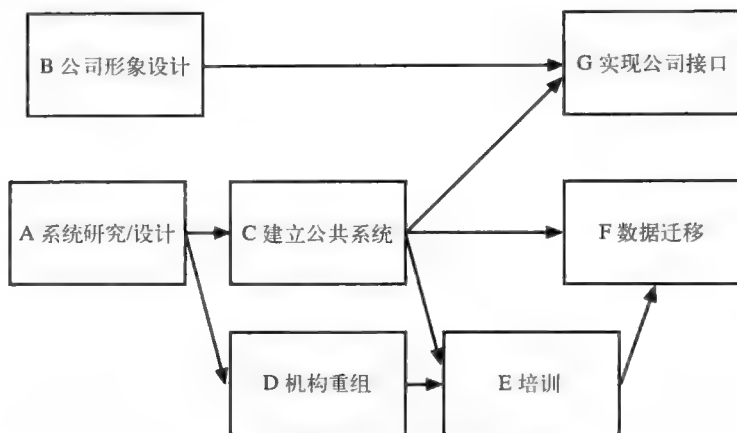 B 公司形象设计
G 实现公司接口
A 系统研究/设计
C 建立公共系统
F 数据迁移
D 机构重组
E 培训